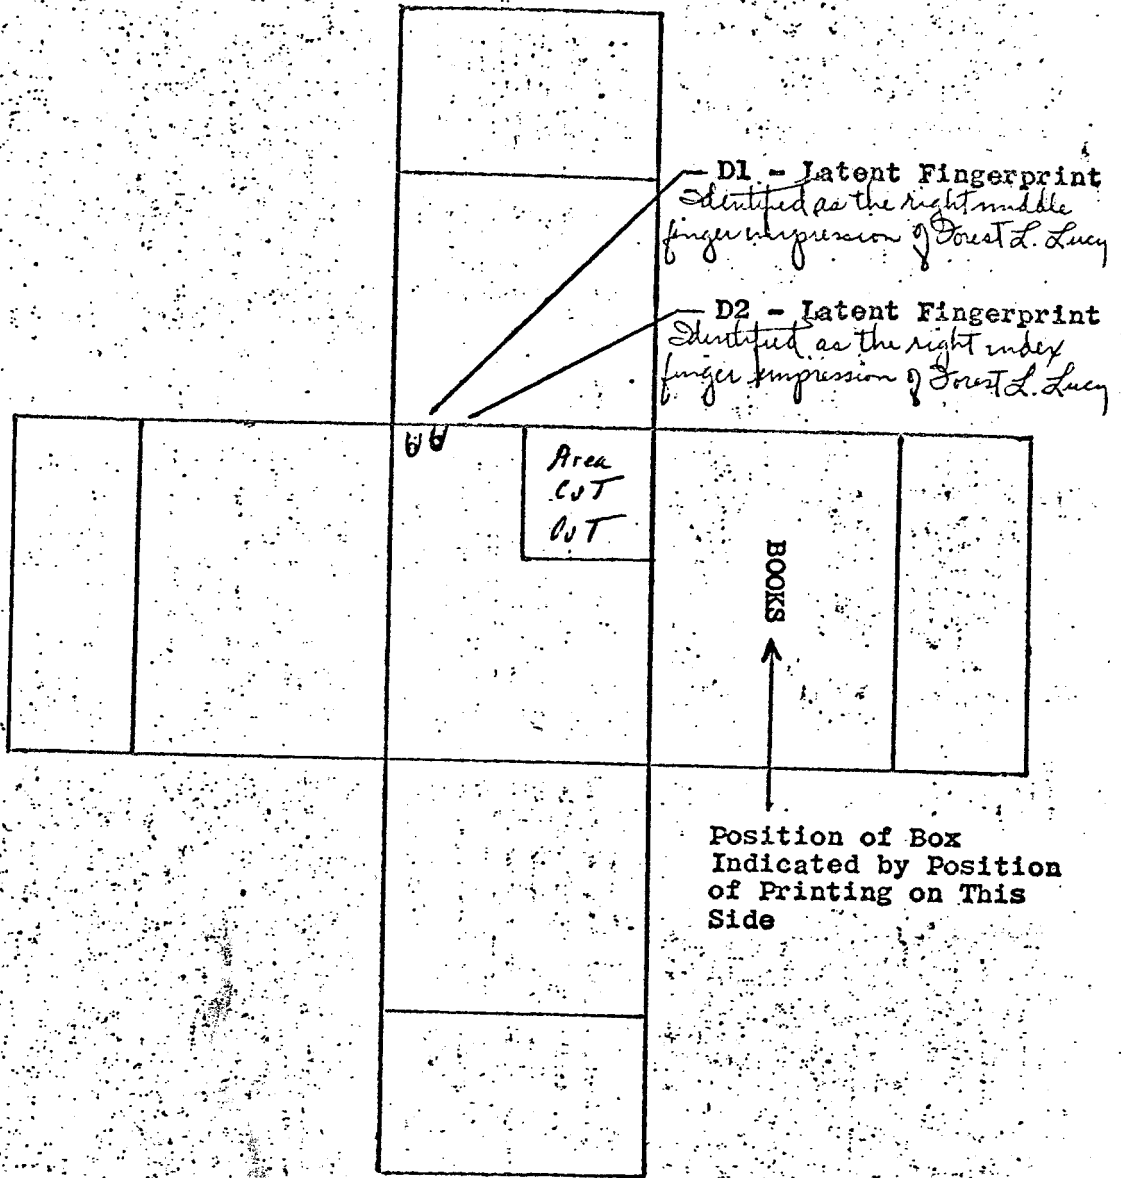 D1 - Latent Fingerprint
Identified as the right middle
finger impression of Forest L. Lucy
D2 - Latent Fingerprint
Identified as the right index
finger impression of Forest L. Lucy
Area
Cut
Out
BOOKS
Position of Box
Indicated by Position
of Printing on This
Side